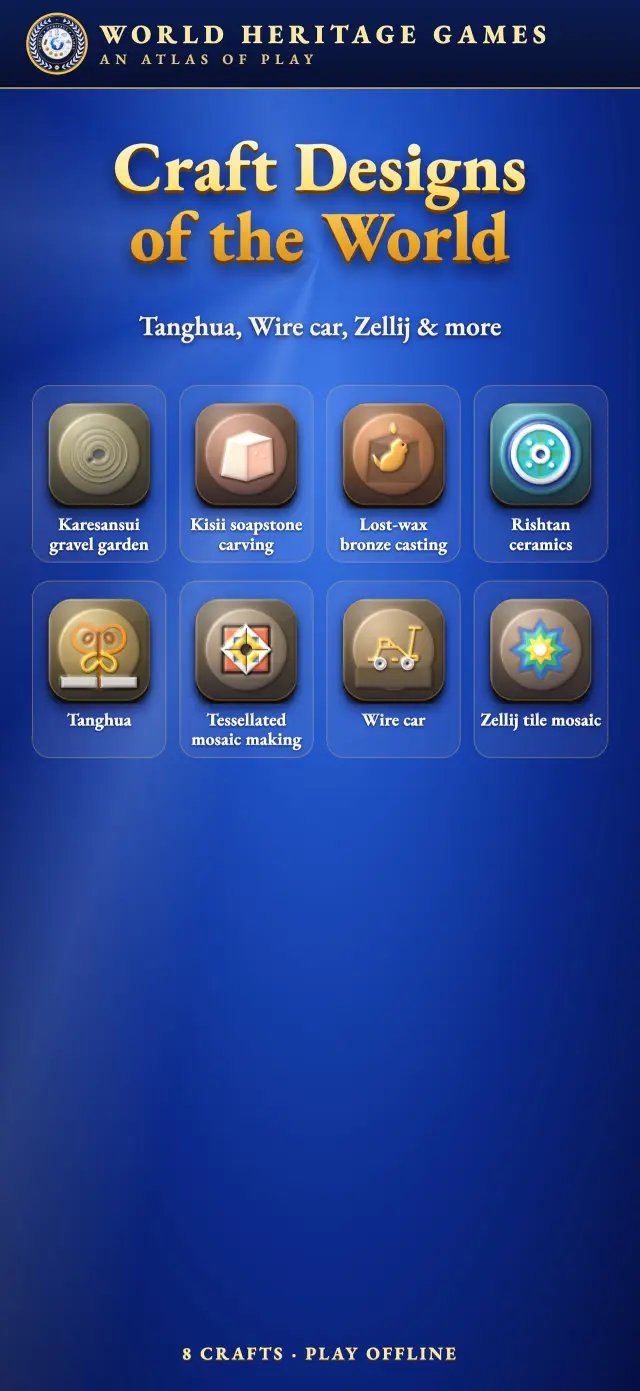 WORLD HERITAGE GAMES
AN ATLAS OF PLAY
Craft Designs
of the World
Tanghua, Wire car, Zellij & more
Karesansui
gravel garden
Kisii soapstone
carving
Lost-wax
bronze casting
Rishtan
ceramics
Tanghua
Tessellated
mosaic making
Wire car
Zellij tile mosaic
8 CRAFTS · PLAY OFFLINE